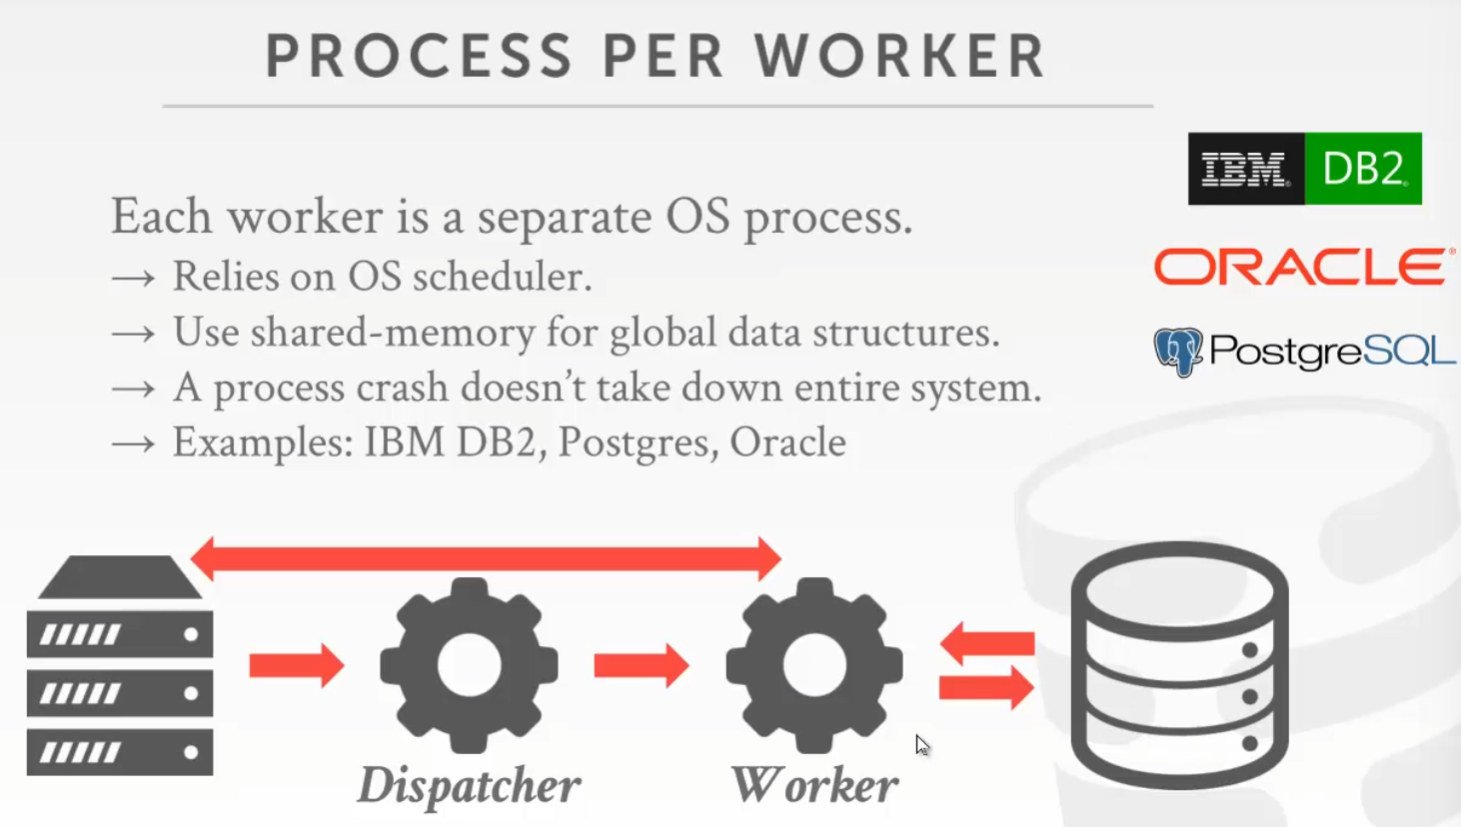 PROCESS PER WORKER
IBM® DB2®
ORACLE®
PostgreSQL
Each worker is a separate OS process.
→ Relies on OS scheduler.
→ Use shared-memory for global data structures.
→ A process crash doesn't take down entire system.
→ Examples: IBM DB2, Postgres, Oracle
Dispatcher
Worker